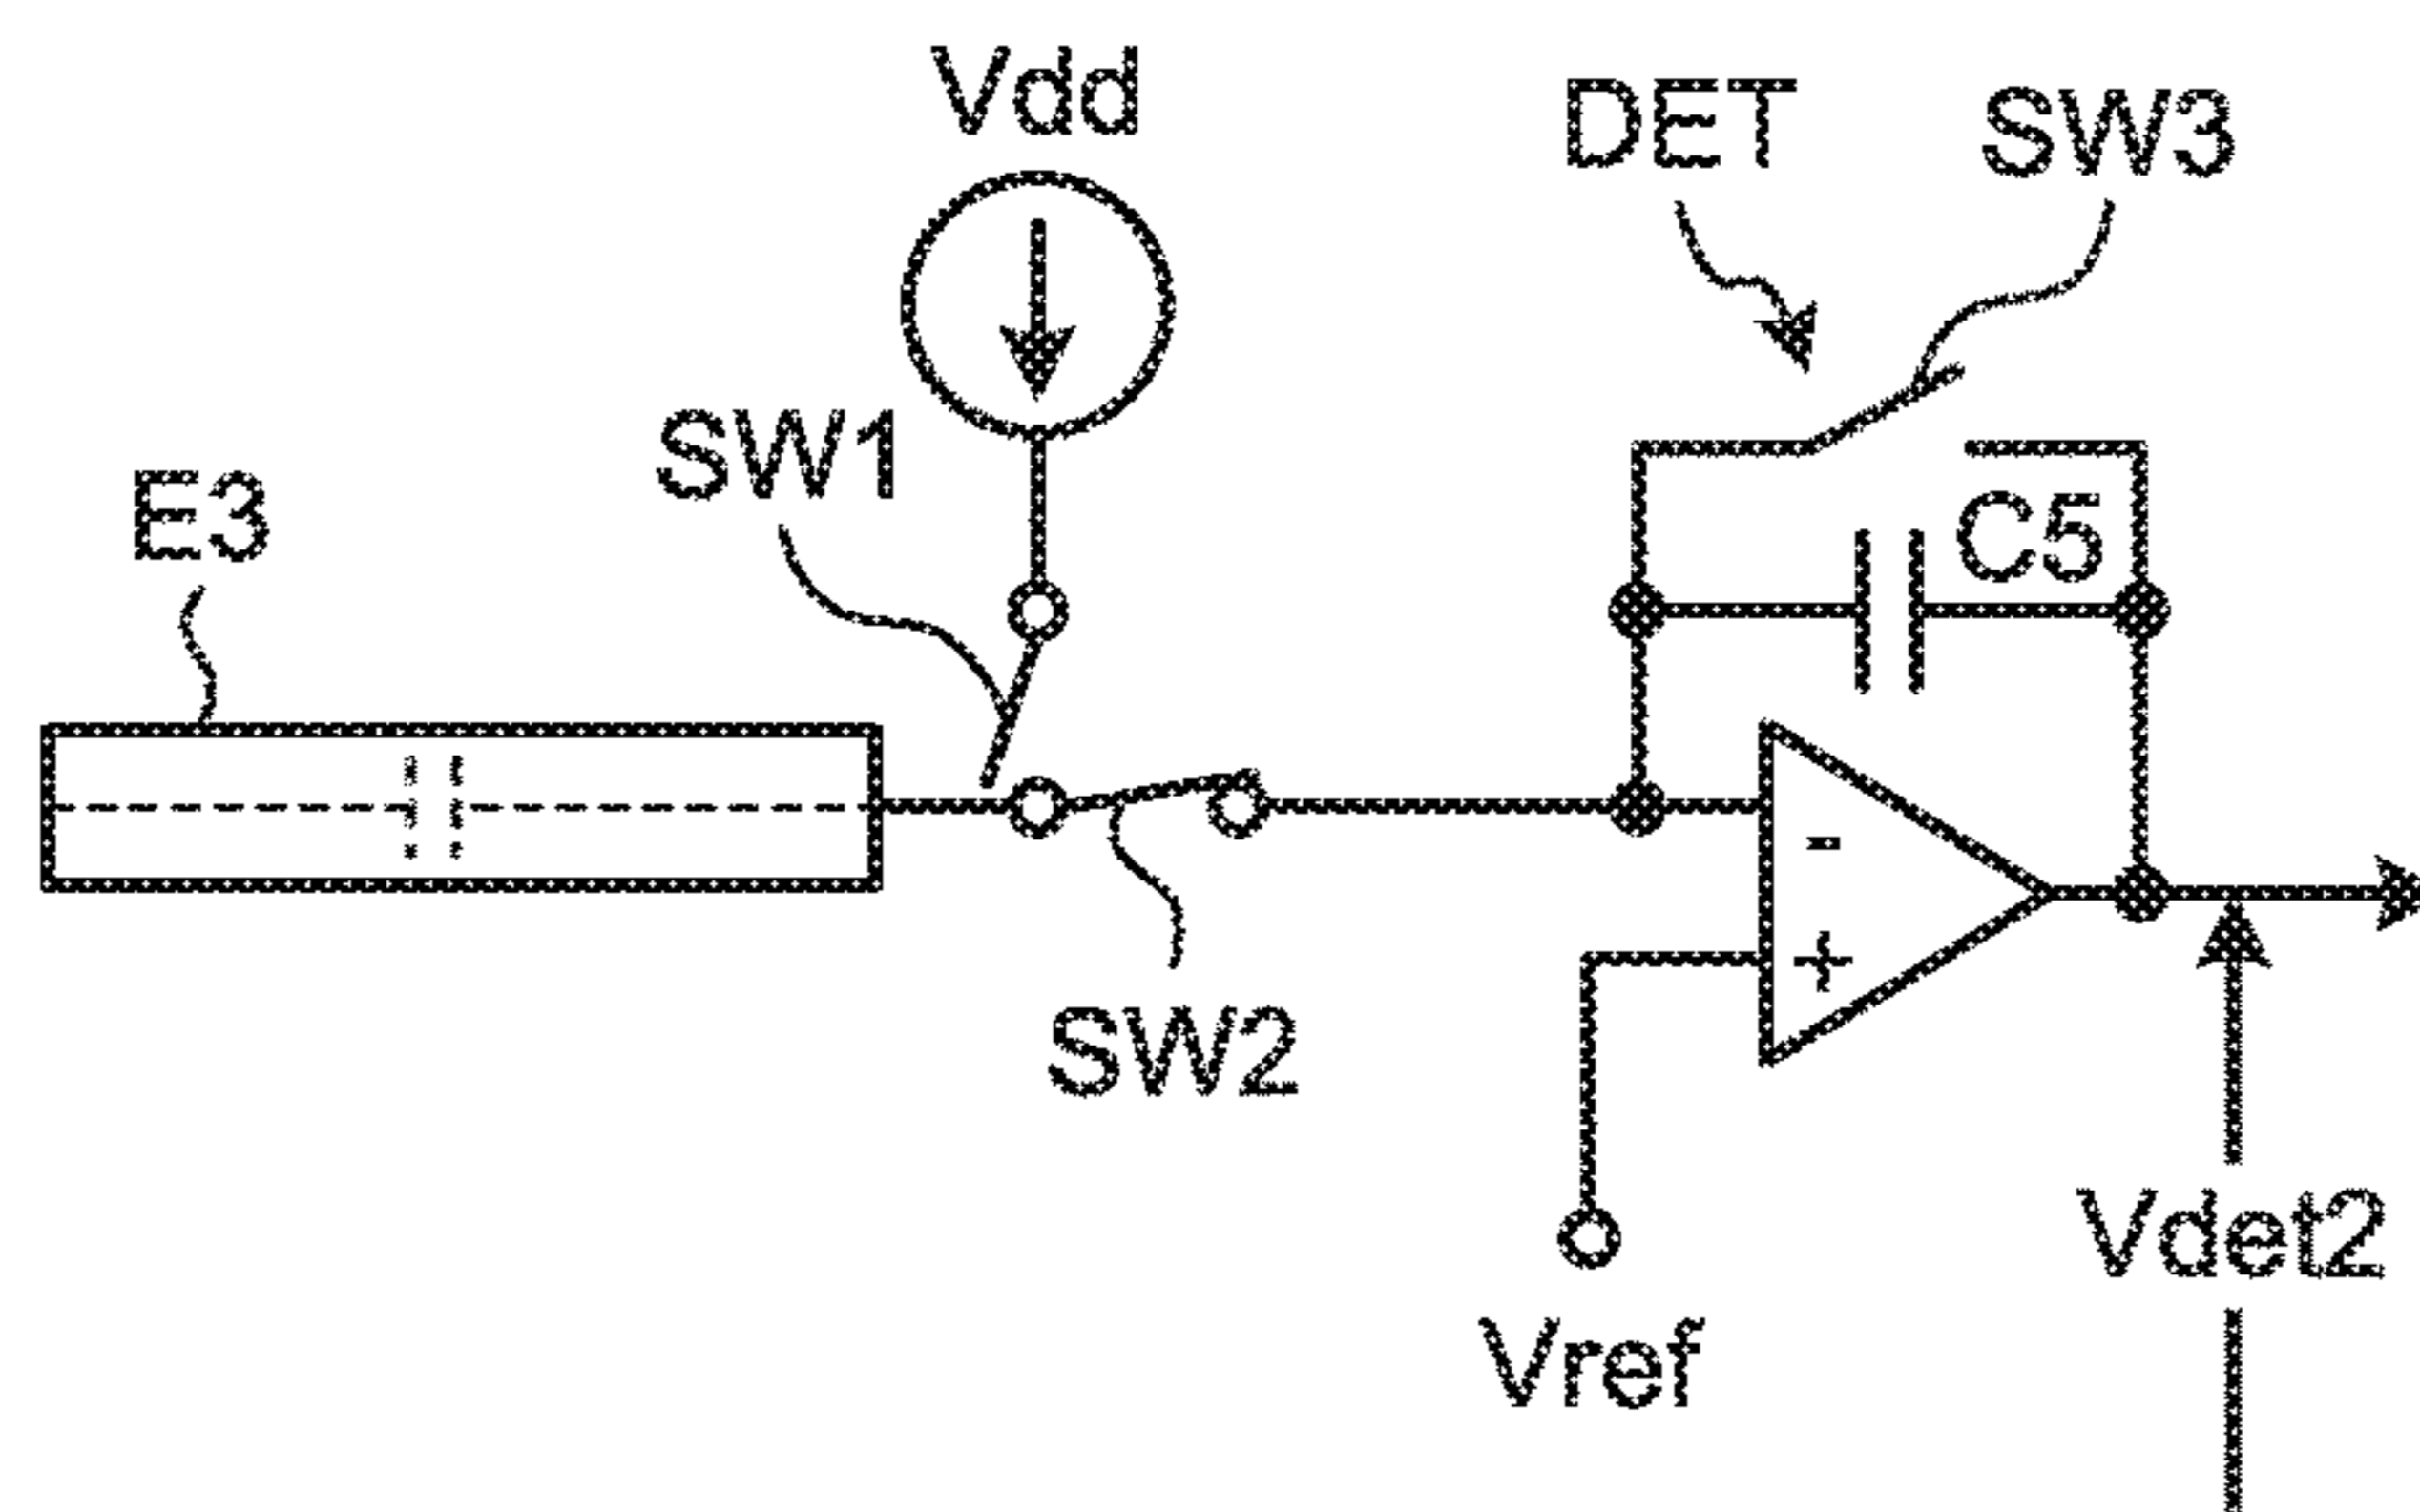 Vdd
DET
SW3
SW1
E3
C5
-
+
SW2
Vdet2
Vref